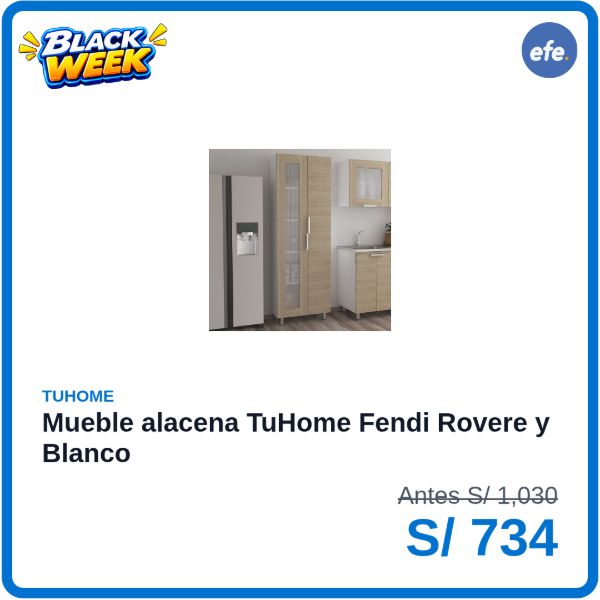 BLACK
WEEK
efe.
TUHOME
Mueble alacena TuHome Fendi Rovere y
Blanco
Antes S/ 1,030
S/ 734